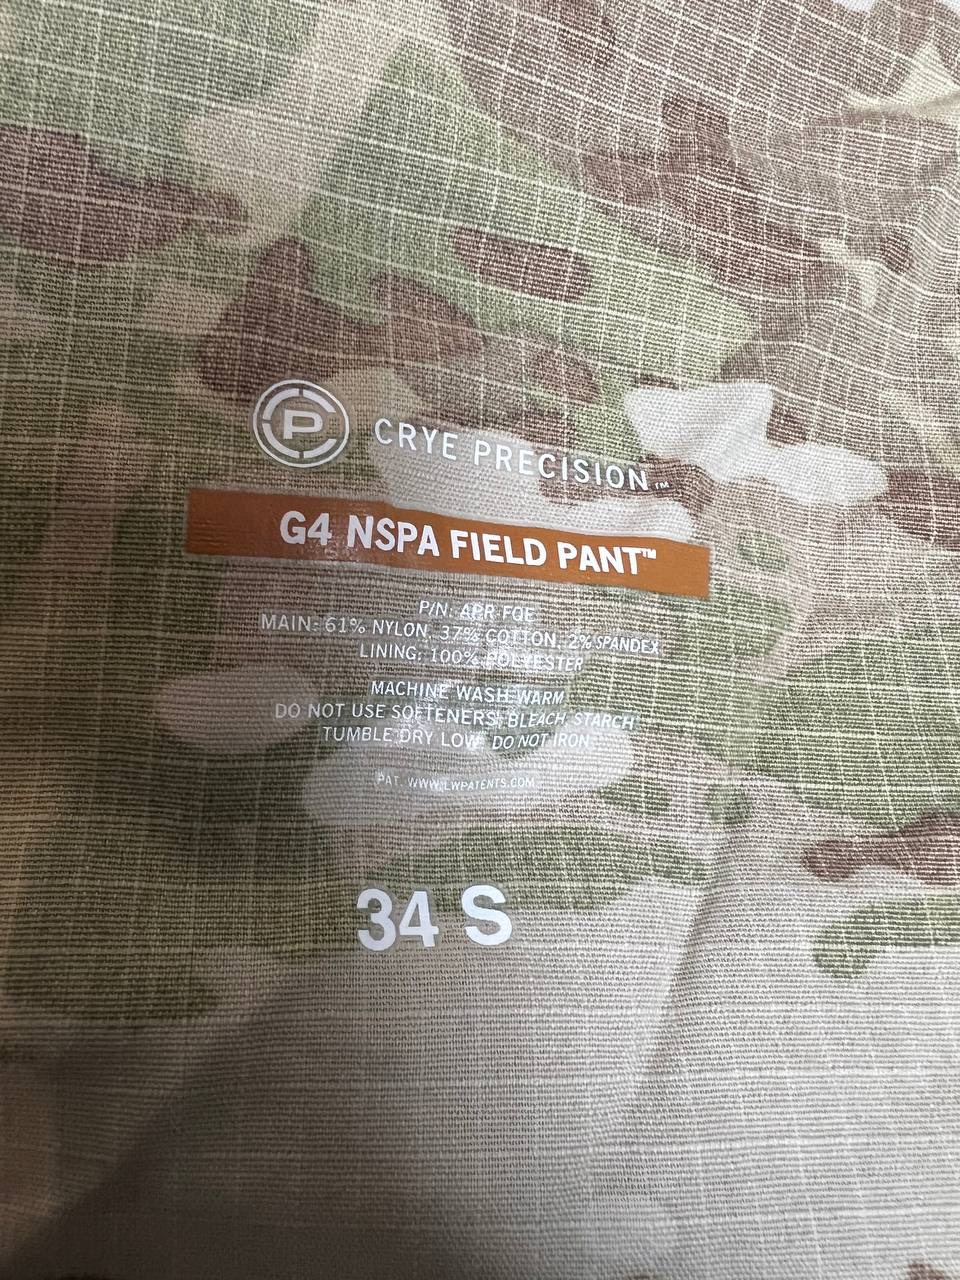 P
CRYE PRECISION™
G4 NSPA FIELD PANT™
P/N: APR-FQE
MAIN: 61% NYLON, 37% COTTON, 2% SPANDEX
LINING: 100% POLYESTER
MACHINE WASH WARM
DO NOT USE SOFTENERS, BLEACH, STARCH
TUMBLE DRY LOW, DO NOT IRON
PAT. WWW.LWPATENTS.COM
34 S